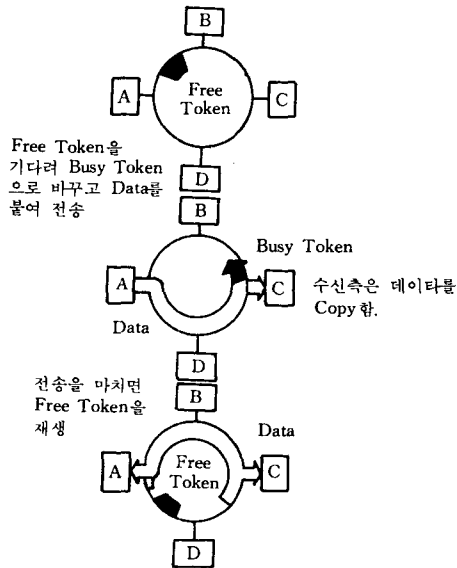 B
Free
Token
A
C
Free Token을
기다려 Busy Token
으로 바꾸고 Data를
붙여 전송
D
B
Busy Token
A
C
수신측은 데이타를
Copy함.
Data
D
전송을 마치면
Free Token을
재생
B
Data
A
Free
Token
C
D